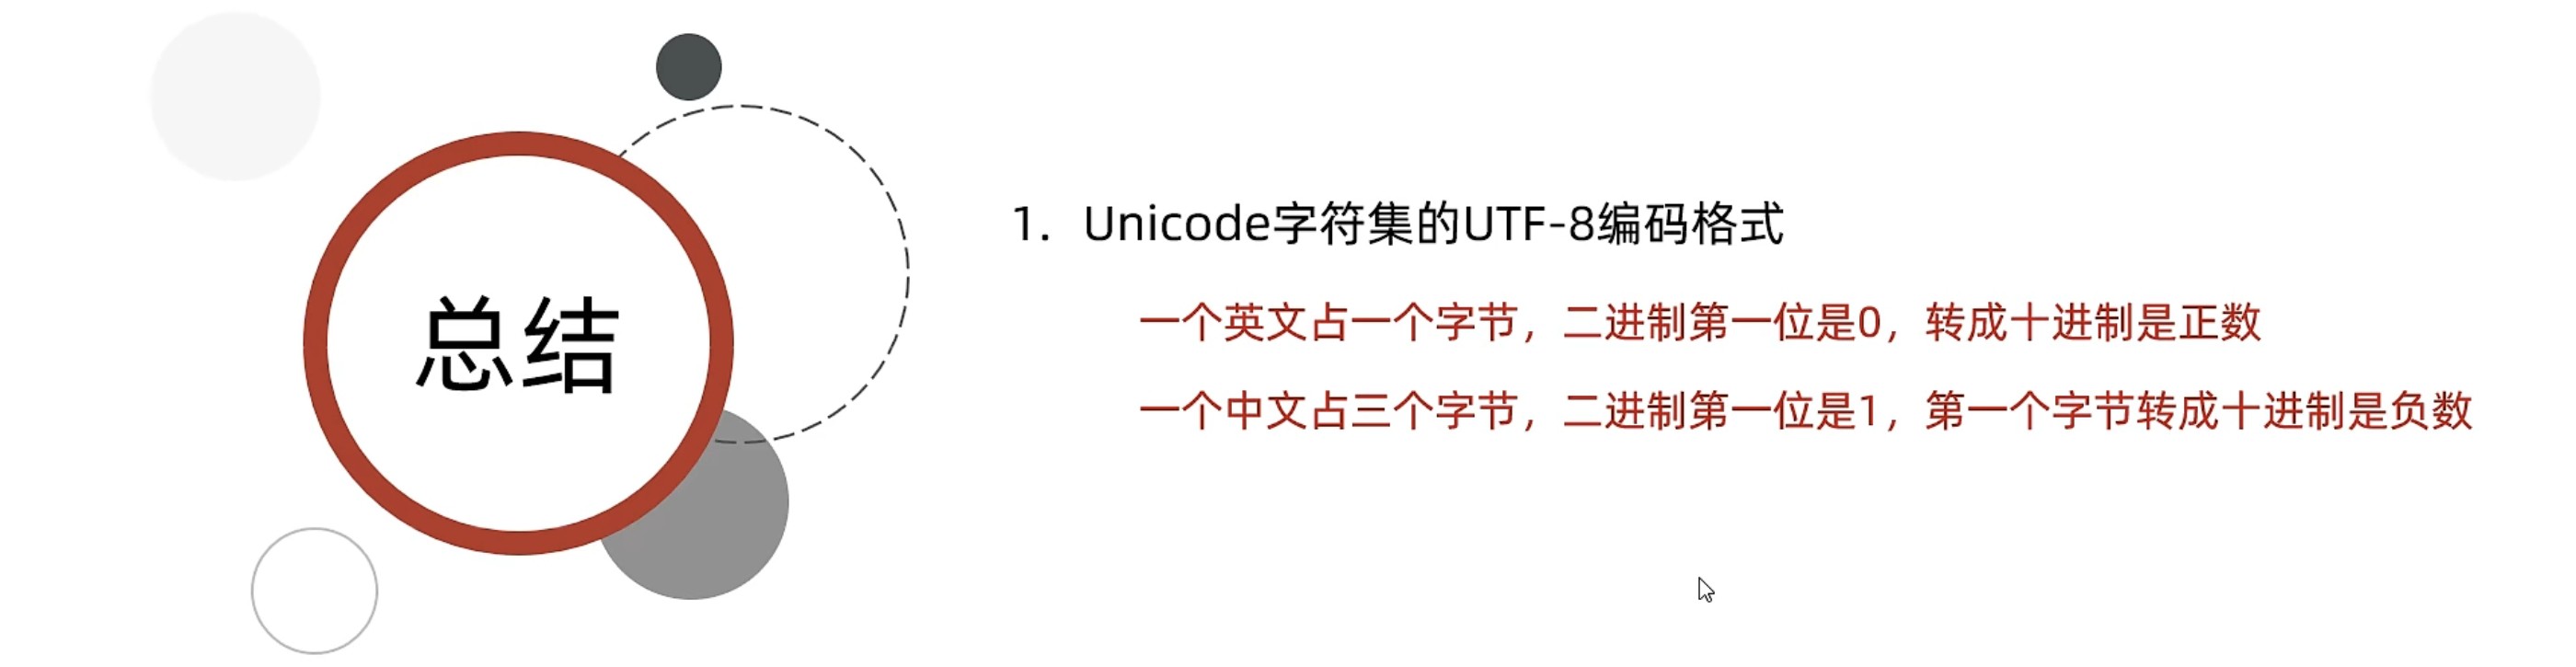 总结
1. Unicode字符集的UTF-8编码格式
一个英文占一个字节，二进制第一位是0，转成十进制是正数
一个中文占三个字节，二进制第一位是1，第一个字节转成十进制是负数